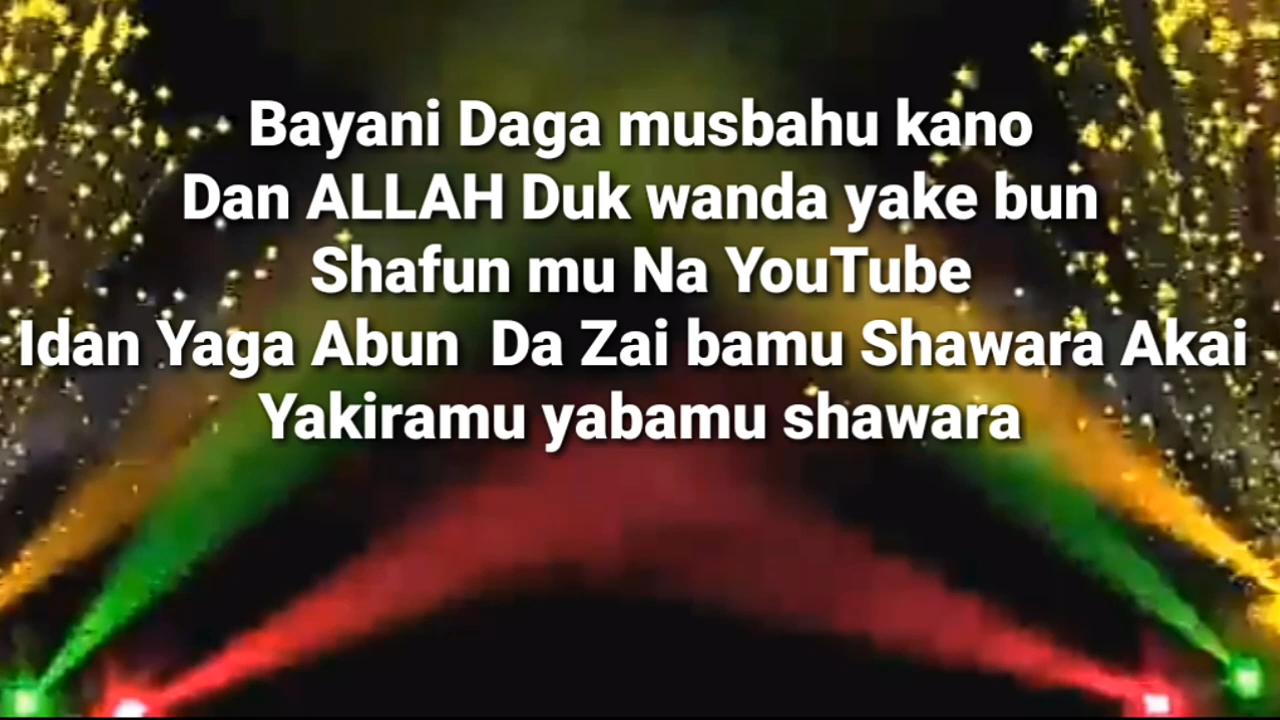 Bayani Daga musbahu kano
Dan ALLAH Duk wanda yake bun
Shafun mu Na YouTube
Idan Yaga Abun Da Zai bamu Shawara Akai
Yakiramu yabamu shawara